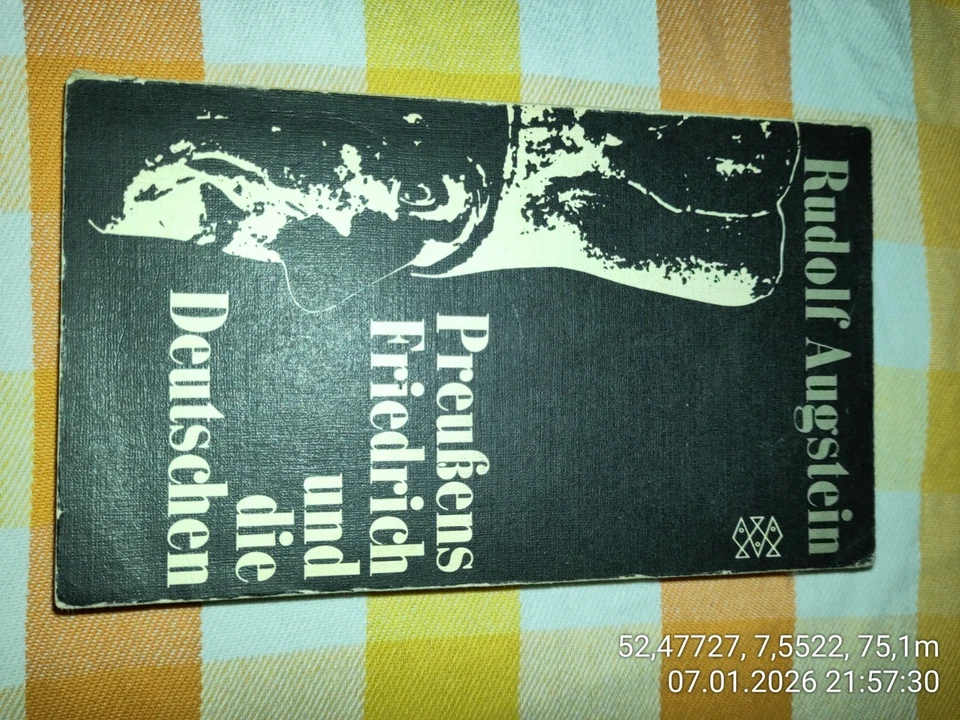 Rudolf Augstein
Preußens
Friedrich
und
die
Deutschen
52,47727, 7,5522, 75,1m
07.01.2026 21:57:30